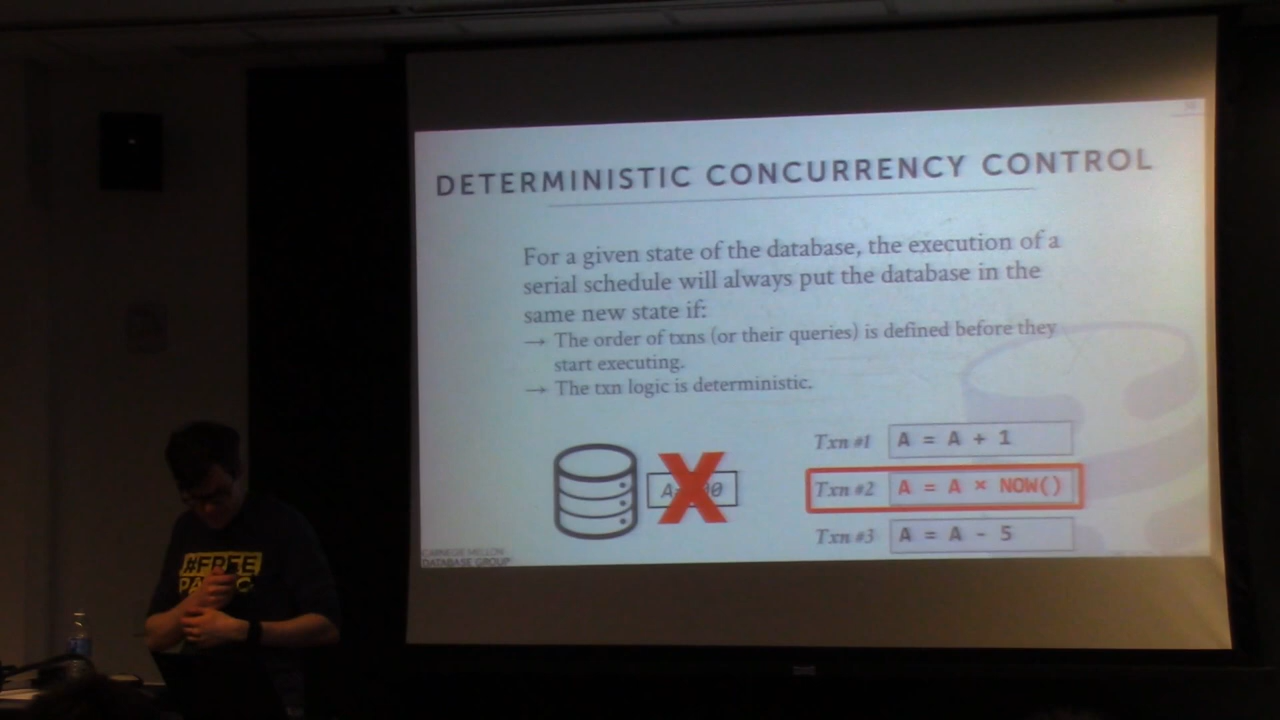 DETERMINISTIC CONCURRENCY CONTROL
For a given state of the database, the execution of a
serial schedule will always put the database in the
same new state if:
→ The order of txns (or their queries) is defined before they
start executing.
→ The txn logic is deterministic.
Txn #1 A = A + 1
Txn #2 A = A × NOW()
Txn #3 A = A - 5
CARNEGIE MELLON
DATABASE GROUP
#FREE